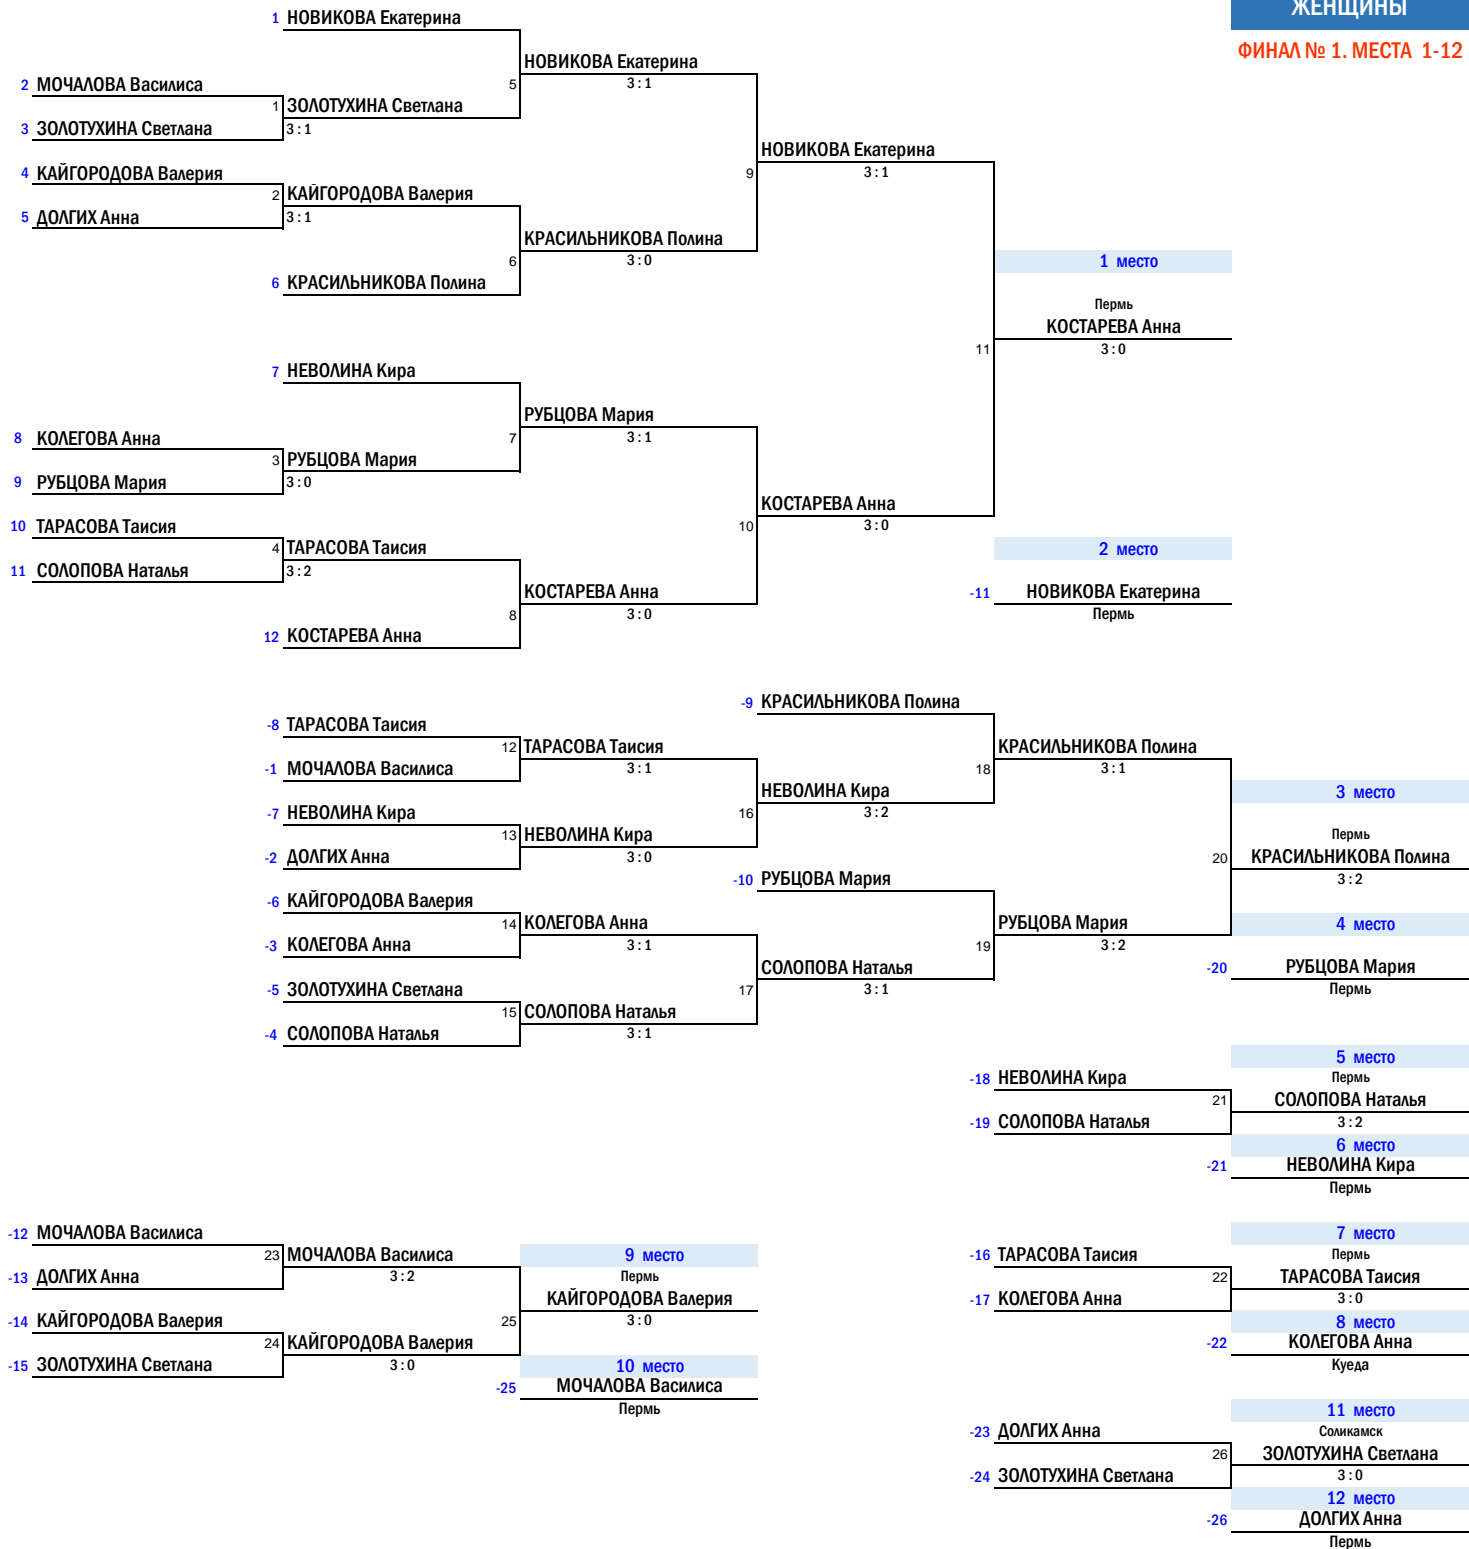 ЖЕНЩИНЫ
ФИНАЛ № 1. МЕСТА 1-12
1 НОВИКОВА Екатерина
НОВИКОВА Екатерина
3 : 1
2 МОЧАЛОВА Василиса
5
1 ЗОЛОТУХИНА Светлана
3 : 1
3 ЗОЛОТУХИНА Светлана
НОВИКОВА Екатерина
3 : 1
4 КАЙГОРОДОВА Валерия
9
2 КАЙГОРОДОВА Валерия
3 : 1
5 ДОЛГИХ Анна
КРАСИЛЬНИКОВА Полина
3 : 0
6
6 КРАСИЛЬНИКОВА Полина
1 место
Пермь
КОСТАРЕВА Анна
3 : 0
11
7 НЕВОЛИНА Кира
РУБЦОВА Мария
3 : 1
8 КОЛЕГОВА Анна
7
3 РУБЦОВА Мария
3 : 0
9 РУБЦОВА Мария
КОСТАРЕВА Анна
3 : 0
10 ТАРАСОВА Таисия
10
4 ТАРАСОВА Таисия
3 : 2
11 СОЛОПОВА Наталья
2 место
КОСТАРЕВА Анна
3 : 0
-11 НОВИКОВА Екатерина
Пермь
8
12 КОСТАРЕВА Анна
-9 КРАСИЛЬНИКОВА Полина
-8 ТАРАСОВА Таисия
12 ТАРАСОВА Таисия
3 : 1
КРАСИЛЬНИКОВА Полина
3 : 1
-1 МОЧАЛОВА Василиса
18
НЕВОЛИНА Кира
3 : 2
3 место
-7 НЕВОЛИНА Кира
16
13 НЕВОЛИНА Кира
3 : 0
Пермь
КРАСИЛЬНИКОВА Полина
3 : 2
-2 ДОЛГИХ Анна
20
-10 РУБЦОВА Мария
-6 КАЙГОРОДОВА Валерия
14 КОЛЕГОВА Анна
3 : 1
РУБЦОВА Мария
3 : 2
4 место
-3 КОЛЕГОВА Анна
19
СОЛОПОВА Наталья
3 : 1
-20 РУБЦОВА Мария
Пермь
-5 ЗОЛОТУХИНА Светлана
17
15 СОЛОПОВА Наталья
3 : 1
-4 СОЛОПОВА Наталья
5 место
Пермь
-18 НЕВОЛИНА Кира
21
СОЛОПОВА Наталья
3 : 2
-19 СОЛОПОВА Наталья
6 место
-21 НЕВОЛИНА Кира
Пермь
-12 МОЧАЛОВА Василиса
23 МОЧАЛОВА Василиса
3 : 2
-13 ДОЛГИХ Анна
9 место
Пермь
КАЙГОРОДОВА Валерия
3 : 0
-14 КАЙГОРОДОВА Валерия
25
24 КАЙГОРОДОВА Валерия
3 : 0
-15 ЗОЛОТУХИНА Светлана
10 место
-25 МОЧАЛОВА Василиса
Пермь
7 место
Пермь
-16 ТАРАСОВА Таисия
22
ТАРАСОВА Таисия
3 : 0
-17 КОЛЕГОВА Анна
8 место
-22 КОЛЕГОВА Анна
Куеда
11 место
Соликамск
-23 ДОЛГИХ Анна
26
ЗОЛОТУХИНА Светлана
3 : 0
-24 ЗОЛОТУХИНА Светлана
12 место
-26 ДОЛГИХ Анна
Пермь